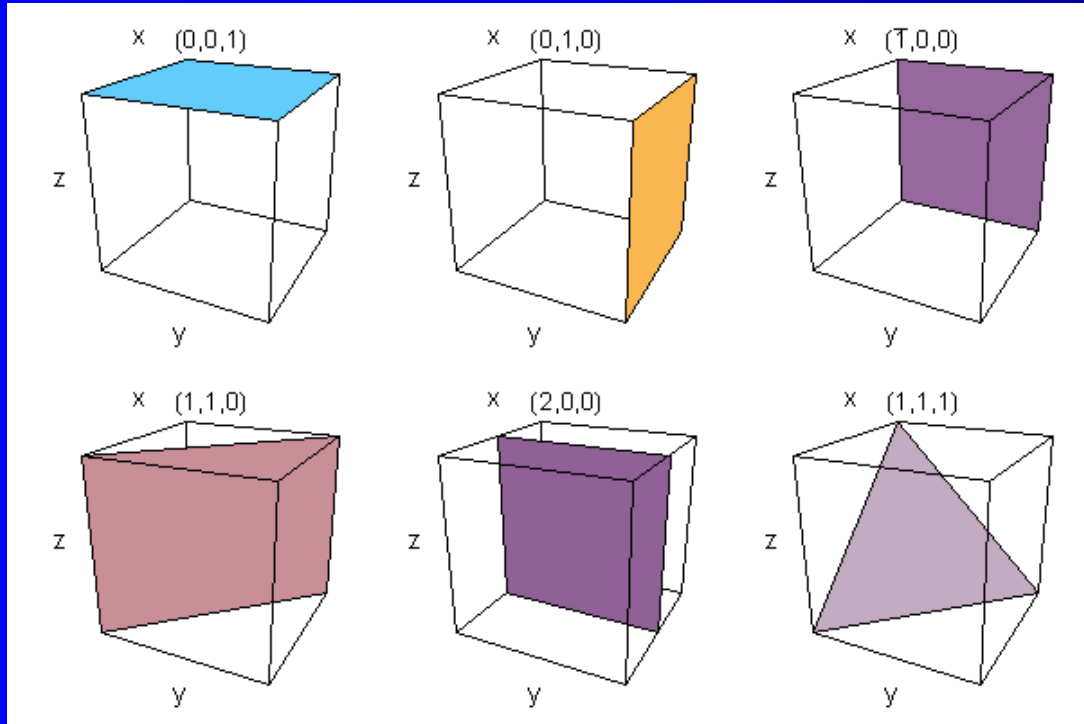 x (0,0,1)
z
y
x (0,1,0)
z
y
x (1̅,0,0)
z
y
x (1,1,0)
z
y
x (2,0,0)
z
y
x (1,1,1)
z
y